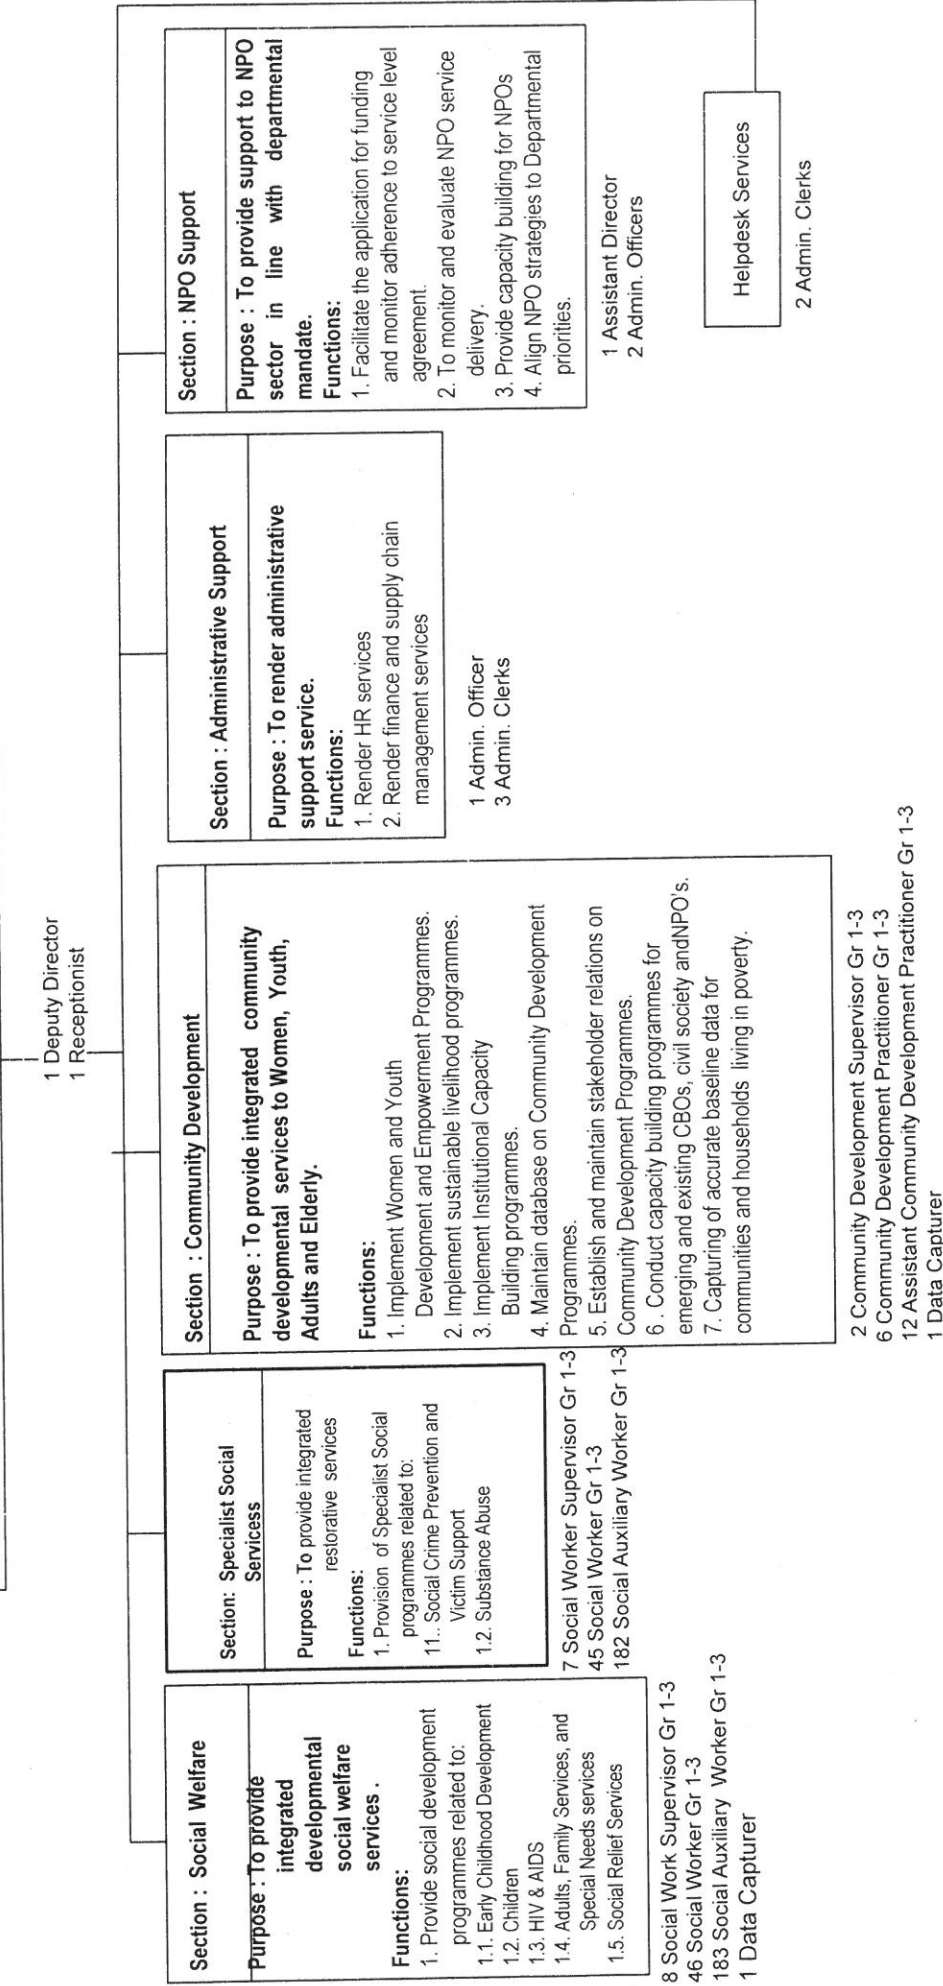 1 Deputy Director
1 Receptionist
Section : Social Welfare
Purpose : To provide
integrated
developmental
social welfare
services .
Functions:
1. Provide social development
programmes related to:
1.1. Early Childhood Development
1.2. Children
1.3. HIV & AIDS
1.4. Adults, Family Services, and
Special Needs services
1.5. Social Relief Services
8 Social Work Supervisor Gr 1-3
46 Social Worker Gr 1-3
183 Social Auxiliary Worker Gr 1-3
1 Data Capturer
Section: Specialist Social
Servicess
Purpose : To provide integrated
restorative services
Functions:
1. Provision of Specialist Social
programmes related to:
11.. Social Crime Prevention and
Victim Support
1.2. Substance Abuse
7 Social Worker Supervisor Gr 1-3
45 Social Worker Gr 1-3
182 Social Auxiliary Worker Gr 1-3
Section : Community Development
Purpose : To provide integrated community
developmental services to Women, Youth,
Adults and Elderly.
Functions:
1. Implement Women and Youth
Development and Empowerment Programmes.
2. Implement sustainable livelihood programmes.
3. Implement Institutional Capacity
Building programmes.
4. Maintain database on Community Development
Programmes.
5. Establish and maintain stakeholder relations on
Community Development Programmes.
6 . Conduct capacity building programmes for
emerging and existing CBOs, civil society andNPO's.
7. Capturing of accurate baseline data for
communities and households living in poverty.
2 Community Development Supervisor Gr 1-3
6 Community Development Practitioner Gr 1-3
12 Assistant Community Development Practitioner Gr 1-3
1 Data Capturer
Section : Administrative Support
Purpose : To render administrative
support service.
Functions:
1. Render HR services
2. Render finance and supply chain
management services
1 Admin. Officer
3 Admin. Clerks
Section : NPO Support
Purpose : To provide support to NPO
sector in line with departmental
mandate.
Functions:
1. Facilitate the application for funding
and monitor adherence to service level
agreement.
2. To monitor and evaluate NPO service
delivery.
3. Provide capacity building for NPOs
4. Align NPO strategies to Departmental
priorities.
1 Assistant Director
2 Admin. Officers
Helpdesk Services
2 Admin. Clerks